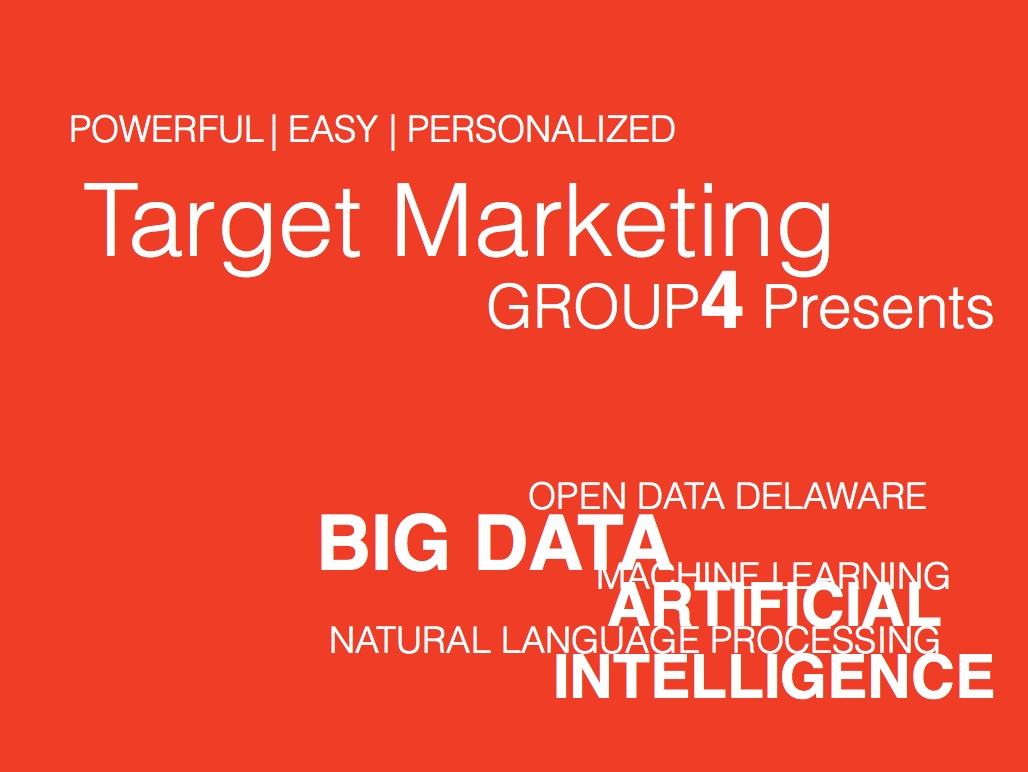 POWERFUL | EASY | PERSONALIZED
Target Marketing
GROUP4 Presents
OPEN DATA DELAWARE
BIG DATA
MACHINE LEARNING
ARTIFICIAL
NATURAL LANGUAGE PROCESSING
INTELLIGENCE